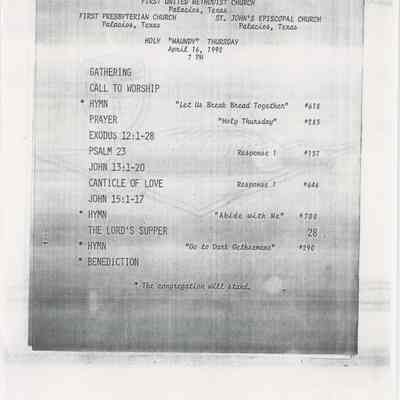 FIRST UNITED METHODIST CHURCH
Palacios, Texas
FIRST PRESBYTERIAN CHURCH ST. JOHN'S EPISCOPAL CHURCH
Palacios, Texas Palacios, Texas
HOLY "MAUNDY" THURSDAY
April 16, 1992
7 PM
GATHERING
CALL TO WORSHIP
* HYMN "Let Us Break Bread Together" #618
PRAYER "Holy Thursday" #283
EXODUS 12:1-28
PSALM 23 Response 1 #137
JOHN 13:1-20
CANTICLE OF LOVE Response 1 #646
JOHN 15:1-17
* HYMN "Abide with Me" #700
THE LORD'S SUPPER 28
* HYMN "Go to Dark Gethsemane" #290
* BENEDICTION
* The congregation will stand.